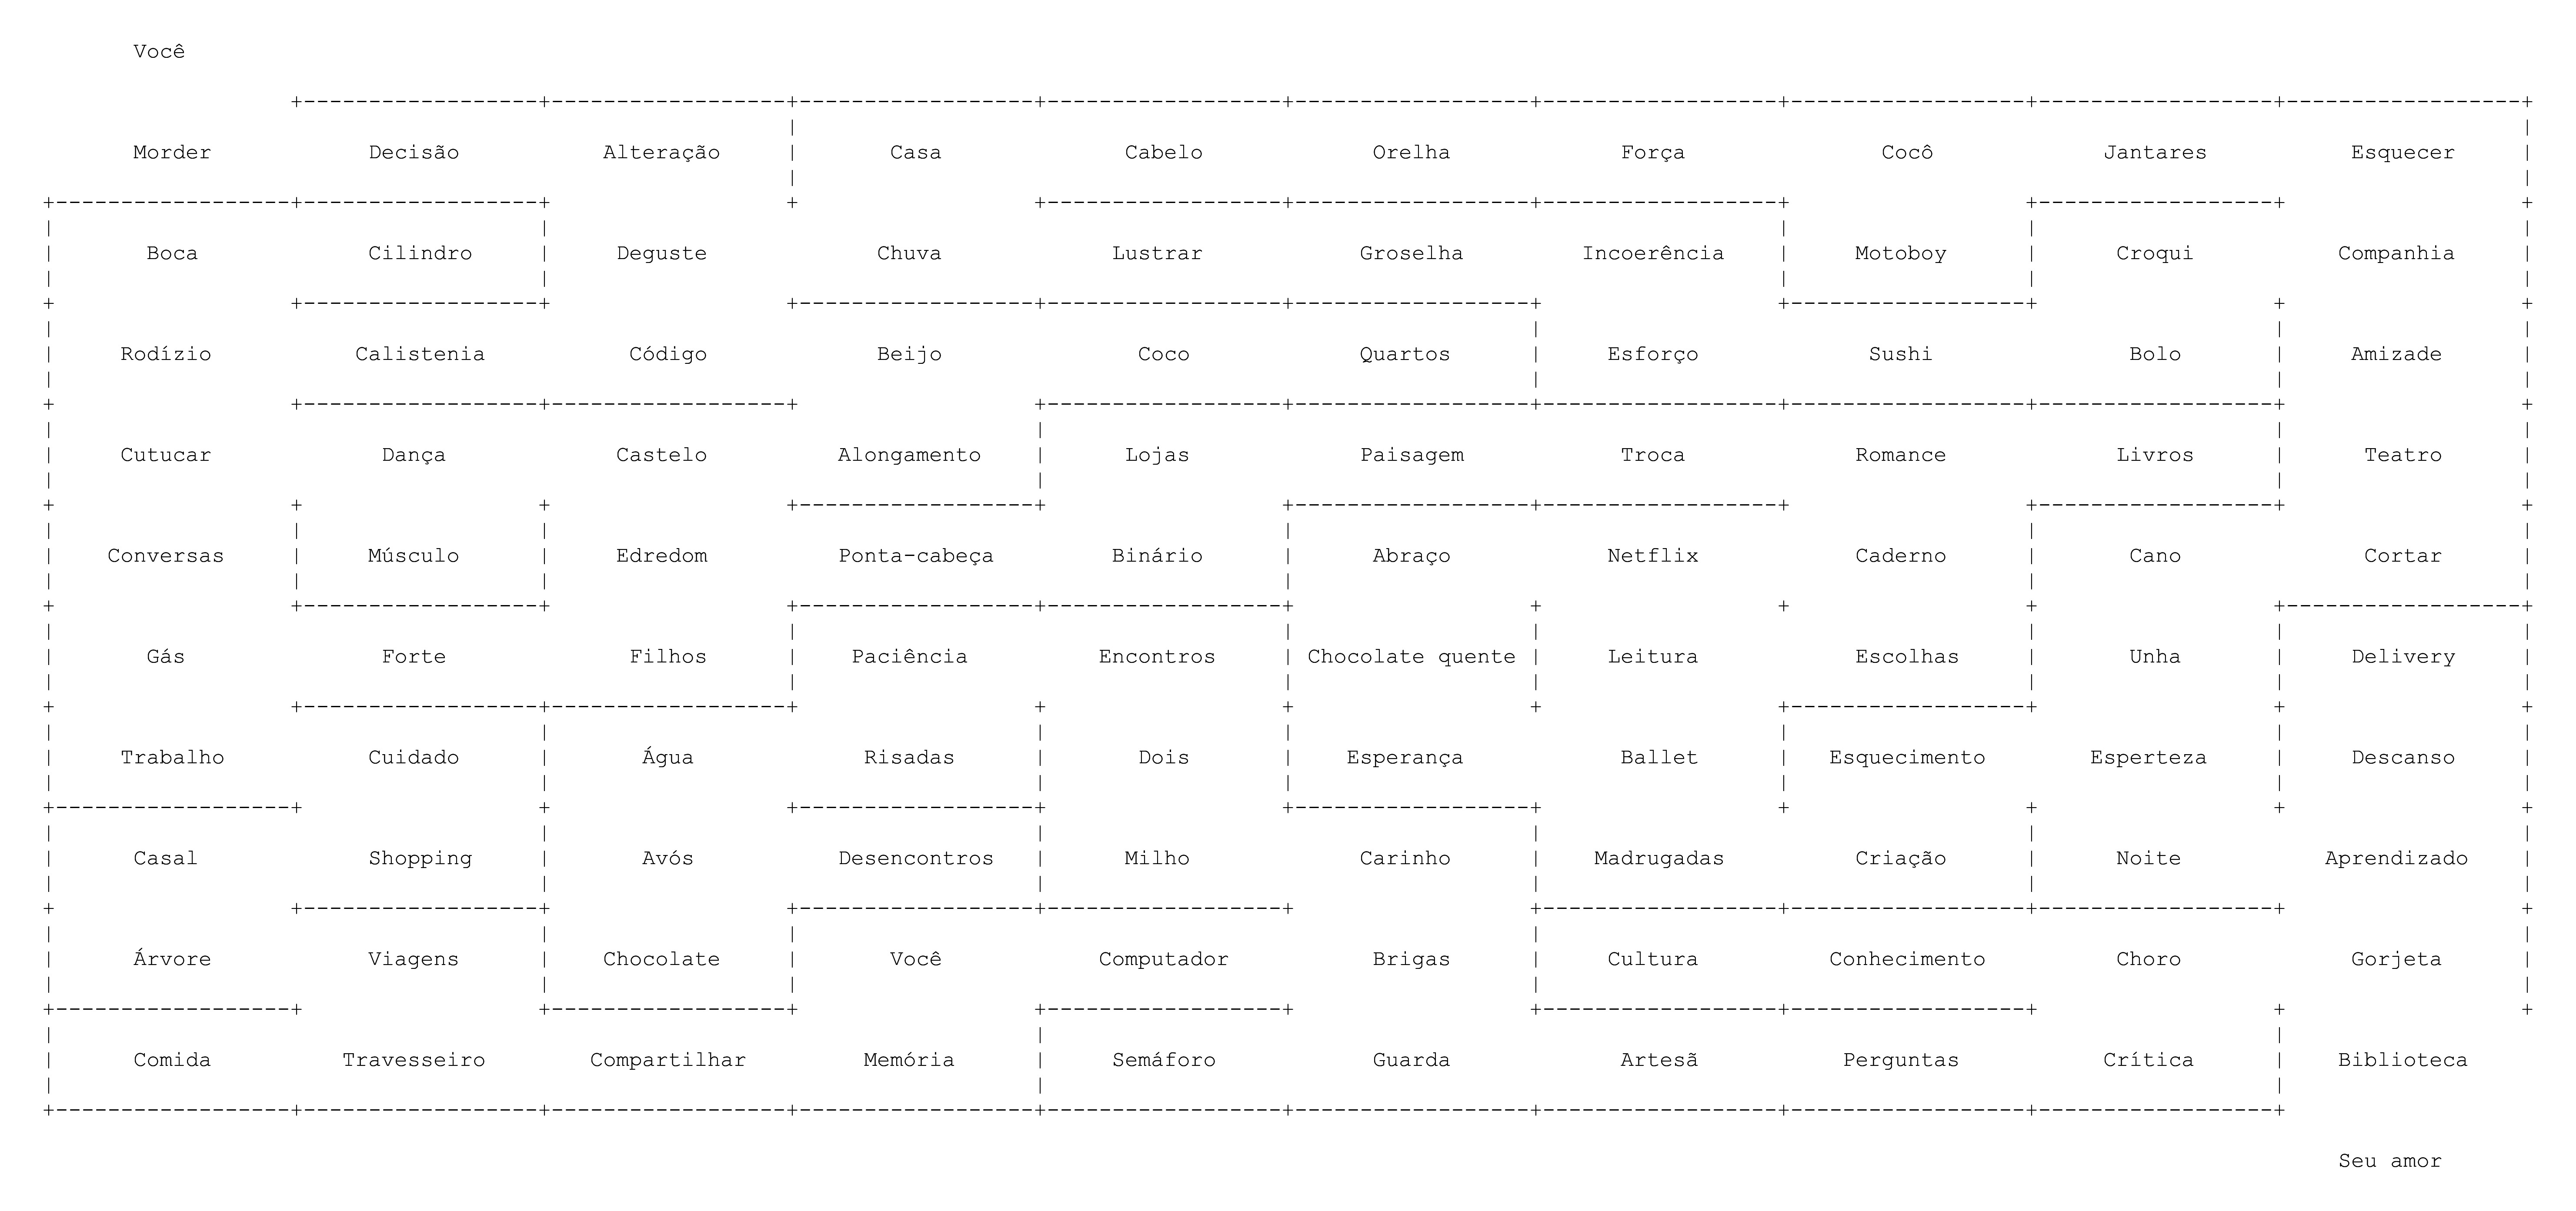 Você
Morder Decisão Alteração Casa Cabelo Orelha Força Cocô Jantares Esquecer
Boca Cilindro Deguste Chuva Lustrar Groselha Incoerência Motoboy Croqui Companhia
Rodízio Calistenia Código Beijo Coco Quartos Esforço Sushi Bolo Amizade
Cutucar Dança Castelo Alongamento Lojas Paisagem Troca Romance Livros Teatro
Conversas Músculo Edredom Ponta-cabeça Binário Abraço Netflix Caderno Cano Cortar
Gás Forte Filhos Paciência Encontros Chocolate quente Leitura Escolhas Unha Delivery
Trabalho Cuidado Água Risadas Dois Esperança Ballet Esquecimento Esperteza Descanso
Casal Shopping Avós Desencontros Milho Carinho Madrugadas Criação Noite Aprendizado
Árvore Viagens Chocolate Você Computador Brigas Cultura Conhecimento Choro Gorjeta
Comida Travesseiro Compartilhar Memória Semáforo Guarda Artesã Perguntas Crítica Biblioteca
Seu amor